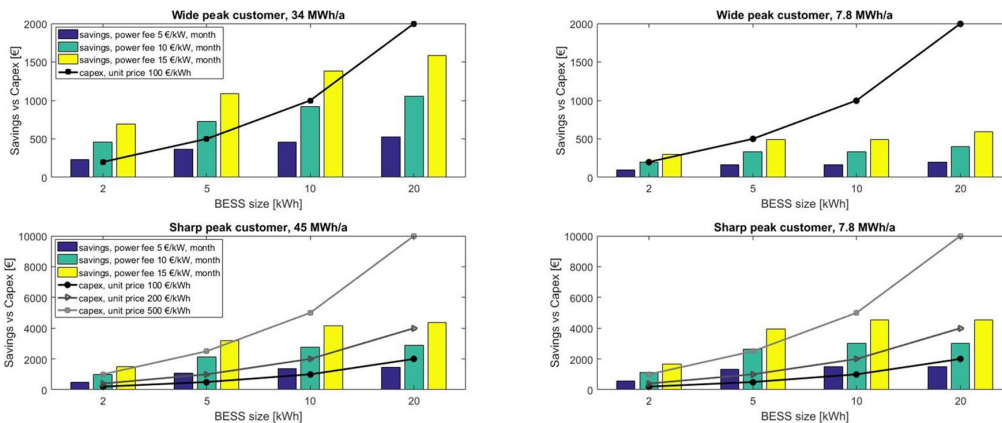 Wide peak customer, 34 MWh/a
Savings vs Capex [€]
2000
1500
1000
500
0
savings, power fee 5 €/kW, month
savings, power fee 10 €/kW, month
savings, power fee 15 €/kW, month
capex, unit price 100 €/kWh
2 5 10 20
BESS size [kWh]
Wide peak customer, 7.8 MWh/a
Savings vs Capex [€]
2000
1500
1000
500
0
2 5 10 20
BESS size [kWh]
Sharp peak customer, 45 MWh/a
Savings vs Capex [€]
10000
8000
6000
4000
2000
0
savings, power fee 5 €/kW, month
savings, power fee 10 €/kW, month
savings, power fee 15 €/kW, month
capex, unit price 100 €/kWh
capex, unit price 200 €/kWh
capex, unit price 500 €/kWh
2 5 10 20
BESS size [kWh]
Sharp peak customer, 7.8 MWh/a
Savings vs Capex [€]
10000
8000
6000
4000
2000
0
2 5 10 20
BESS size [kWh]